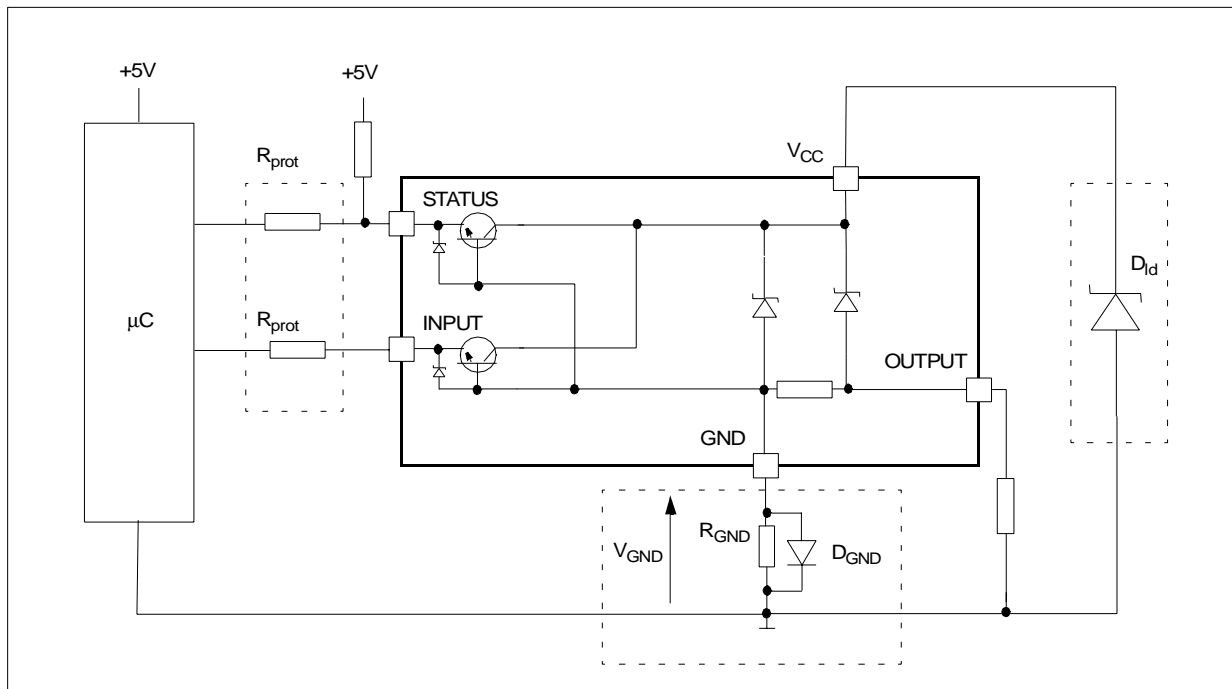 +5V
+5V
Rprot
VCC
STATUS
Dld
μC
INPUT
Rprot
OUTPUT
GND
RGND
VGND
DGND